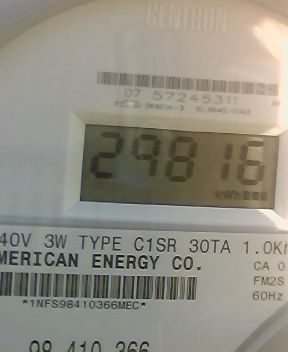 CENTRON
07 57245311
29816
kWh
40V 3W TYPE C1SR 30TA 1.0K
MERICAN ENERGY CO.
CA 0
FM2S
60Hz
*1NFS98410366MEC*
98 410 366